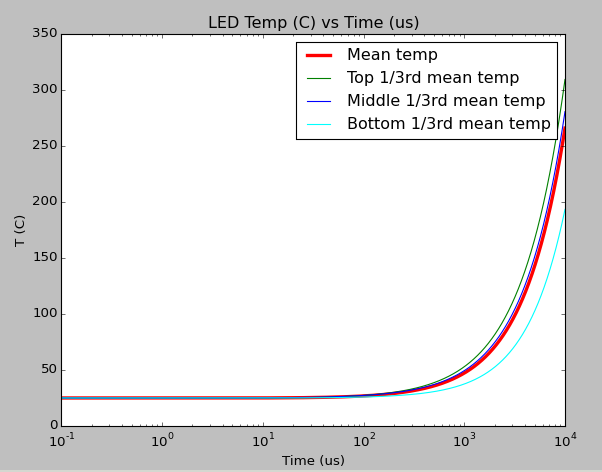 LED Temp (C) vs Time (us)
350
300
250
200
150
100
50
0
T (C)
Mean temp
Top 1/3rd mean temp
Middle 1/3rd mean temp
Bottom 1/3rd mean temp
10⁻¹ 10⁰ 10¹ 10² 10³ 10⁴
Time (us)